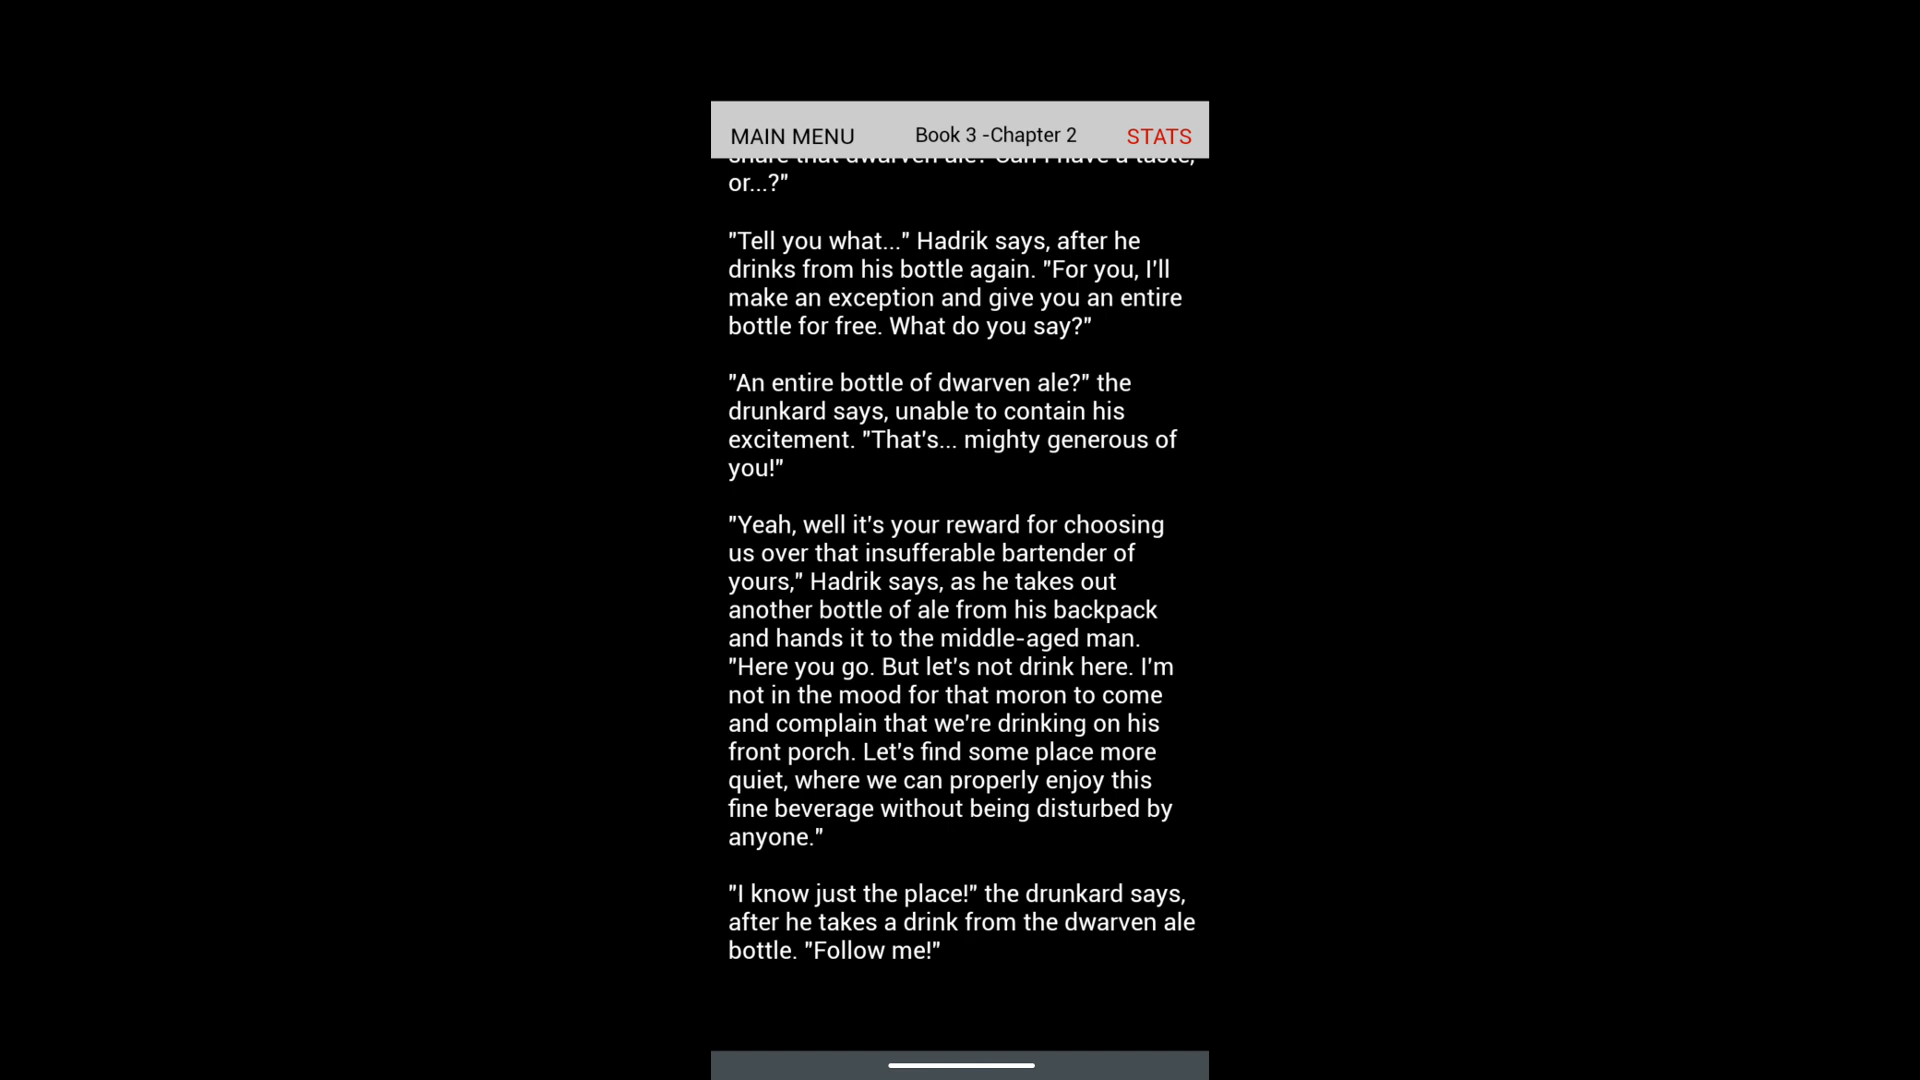 MAIN MENU Book 3 -Chapter 2 STATS
share that dwarven ale? Can I have a taste,
or...?"
"Tell you what..." Hadrik says, after he
drinks from his bottle again. "For you, I'll
make an exception and give you an entire
bottle for free. What do you say?"
"An entire bottle of dwarven ale?" the
drunkard says, unable to contain his
excitement. "That's... mighty generous of
you!"
"Yeah, well it's your reward for choosing
us over that insufferable bartender of
yours," Hadrik says, as he takes out
another bottle of ale from his backpack
and hands it to the middle-aged man.
"Here you go. But let's not drink here. I'm
not in the mood for that moron to come
and complain that we're drinking on his
front porch. Let's find some place more
quiet, where we can properly enjoy this
fine beverage without being disturbed by
anyone."
"I know just the place!" the drunkard says,
after he takes a drink from the dwarven ale
bottle. "Follow me!"